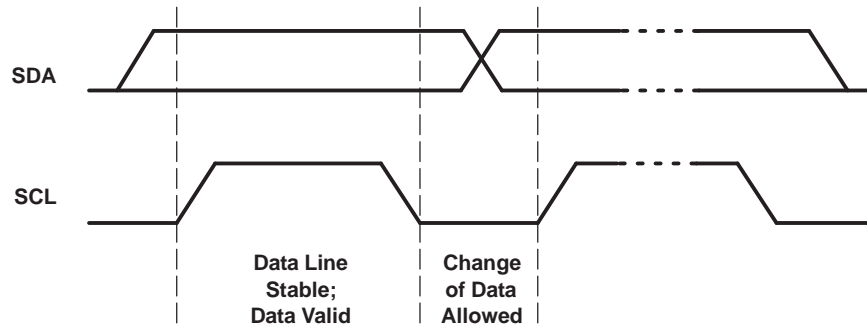 SDA
SCL
Data Line
Stable;
Data Valid
Change
of Data
Allowed